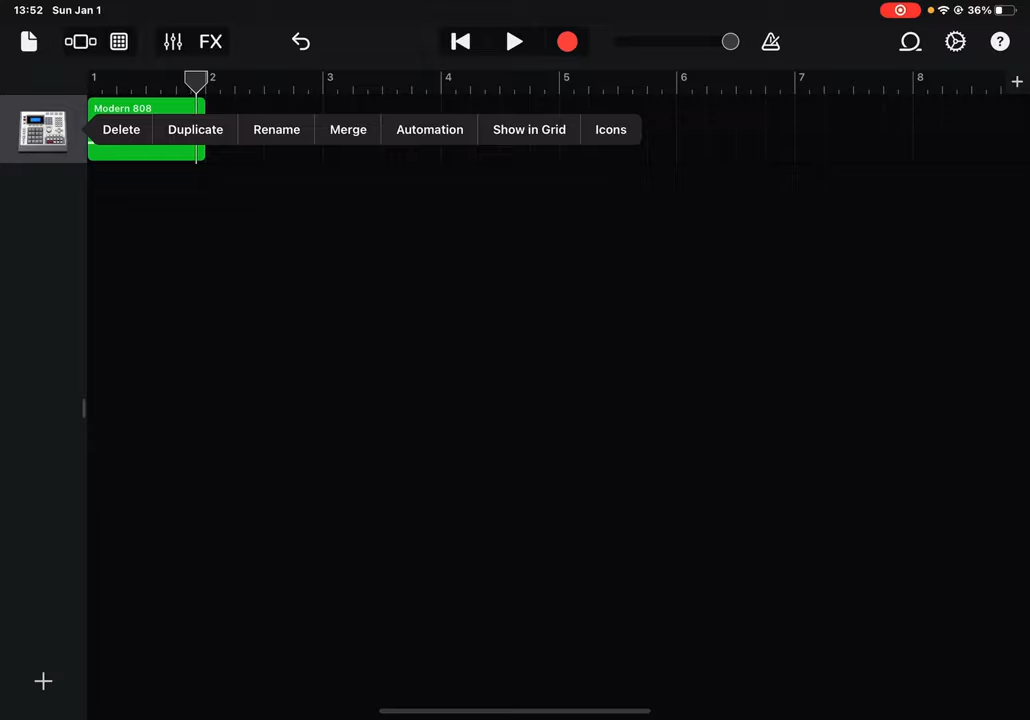 13:52 Sun Jan 1 36%
FX ?
1 2 3 4 5 6 7 8 +
Modern 808
Delete Duplicate Rename Merge Automation Show in Grid Icons
+